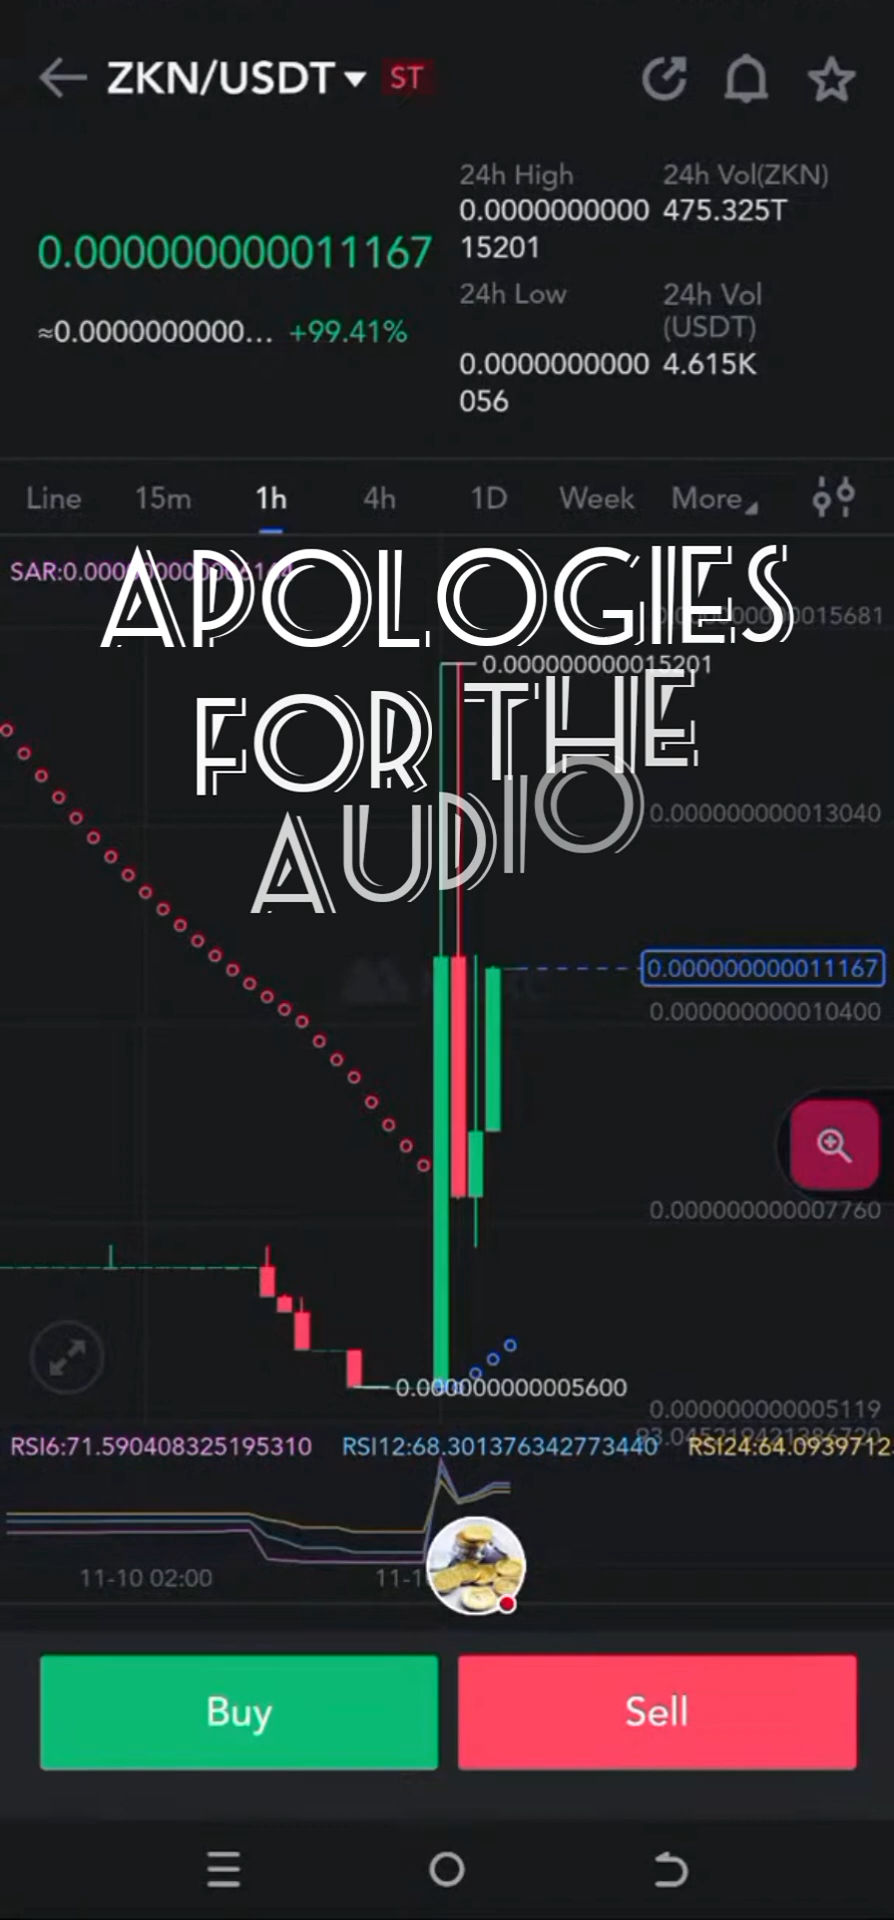 ZKN/USDT ST
24h High
24h Vol(ZKN)
0.0000000000
15201
475.325T
0.000000000011167
≈0.0000000000... +99.41%
24h Low
24h Vol
(USDT)
0.0000000000
056
4.615K
Line 15m 1h 4h 1D Week More
APOLOGIES
FOR THE
AUDIO
0.000000000015201
0.000000000013040
0.000000000011167
0.000000000010400
0.000000000007760
0.000000000005600
0.000000000005119
RSI6:71.590408325195310 RSI12:68.301376342773440 RSI24:64.0939712
11-10 02:00
Buy
Sell